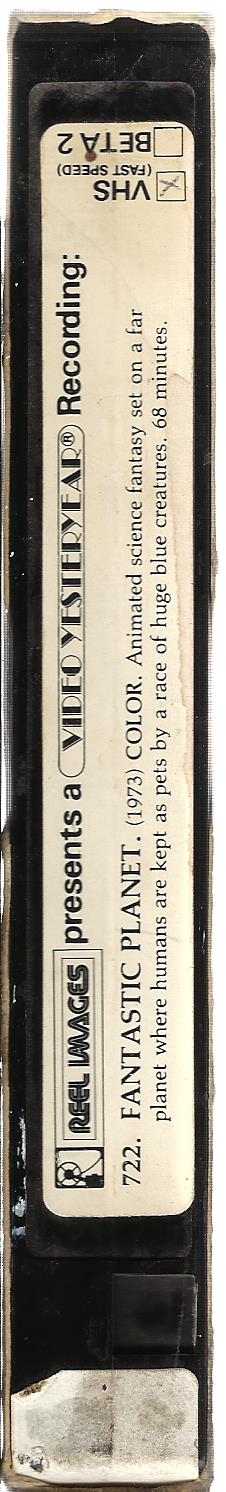 REEL IMAGES presents a VIDEO YESTERYEAR® Recording:
722. FANTASTIC PLANET. (1973) COLOR. Animated science fantasy set on a far
planet where humans are kept as pets by a race of huge blue creatures. 68 minutes.
BETA 2
VHS
(FAST SPEED)